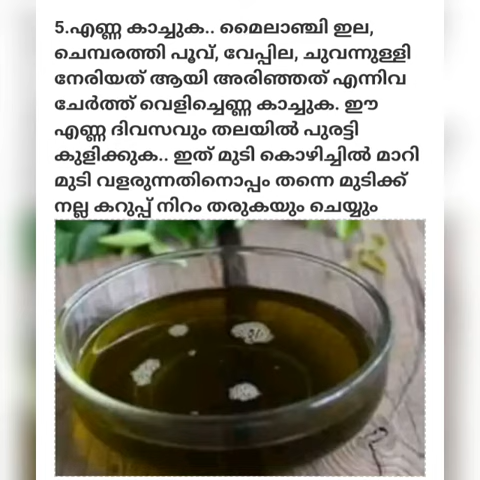 5.എണ്ണ കാച്ചുക.. മൈലാഞ്ചി ഇല,
ചെമ്പരത്തി പൂവ്, വേപ്പില, ചുവന്നുള്ളി
നേരിയത് ആയി അരിഞ്ഞത് എന്നിവ
ചേർത്ത് വെളിച്ചെണ്ണ കാച്ചുക. ഈ
എണ്ണ ദിവസവും തലയിൽ പുരട്ടി
കുളിക്കുക.. ഇത് മുടി കൊഴിച്ചിൽ മാറി
മുടി വളരുന്നതിനൊപ്പം തന്നെ മുടിക്ക്
നല്ല കറുപ്പ് നിറം തരുകയും ചെയ്യും